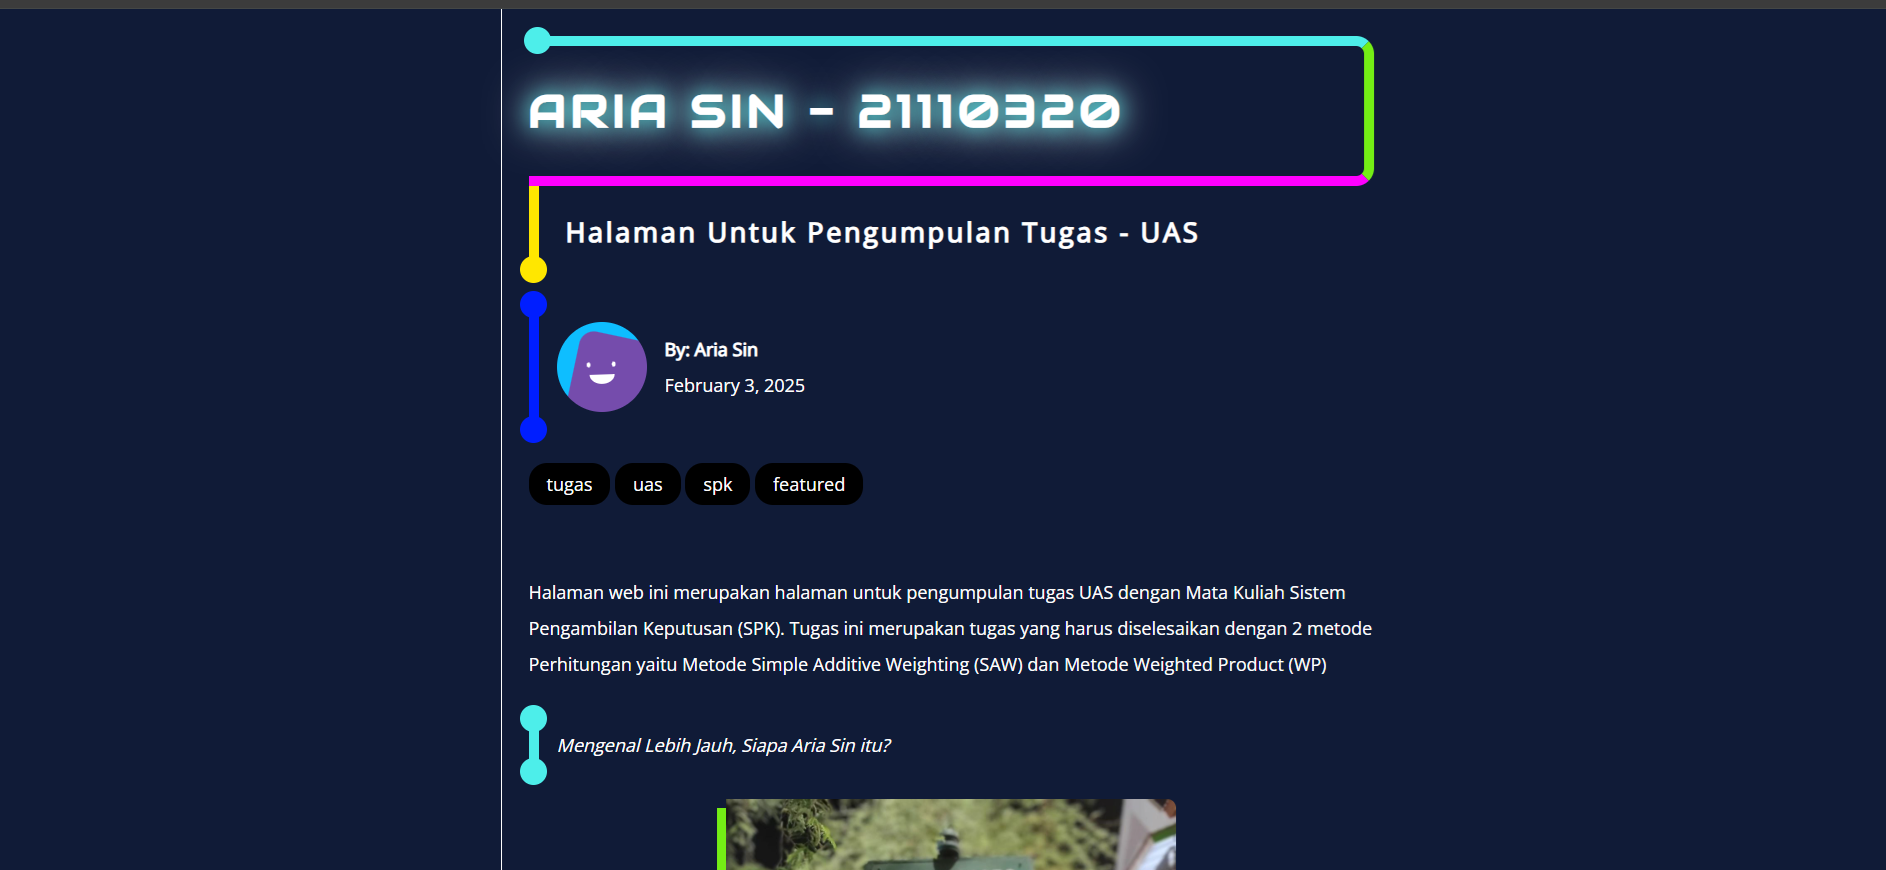 ARIA SIN - 21110320
Halaman Untuk Pengumpulan Tugas - UAS
By: Aria Sin
February 3, 2025
tugas uas spk featured
Halaman web ini merupakan halaman untuk pengumpulan tugas UAS dengan Mata Kuliah Sistem
Pengambilan Keputusan (SPK). Tugas ini merupakan tugas yang harus diselesaikan dengan 2 metode
Perhitungan yaitu Metode Simple Additive Weighting (SAW) dan Metode Weighted Product (WP)
Mengenal Lebih Jauh, Siapa Aria Sin itu?